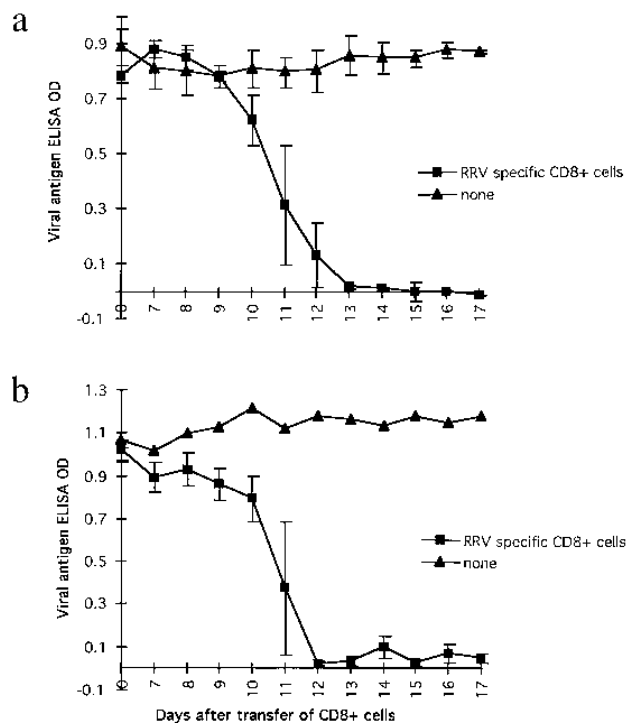 a
Viral antigen ELISA OD
0.9
0.7
0.5
0.3
0.1
-0.1
0 7 8 9 10 11 12 13 14 15 16 17
RRV specific CD8+ cells
none
b
Viral antigen ELISA OD
1.3
1.1
0.9
0.7
0.5
0.3
0.1
-0.1
0 7 8 9 10 11 12 13 14 15 16 17
Days after transfer of CD8+ cells
RRV specific CD8+ cells
none